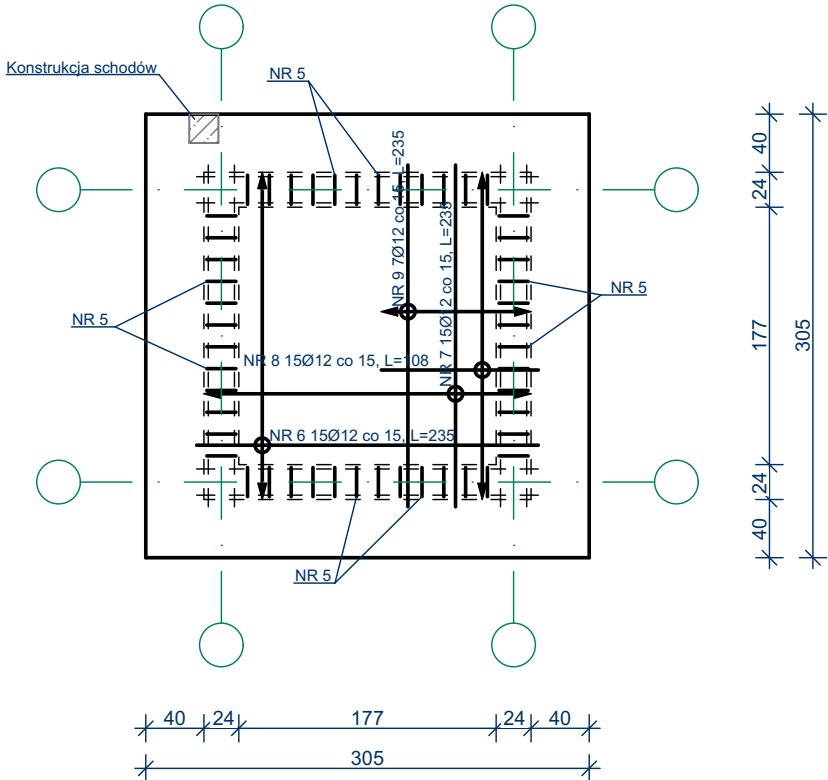 Konstrukcja schodów
NR 5
40
24
177
305
24
40
NR 9 7Ø12 co 15, L=235
NR 7 15Ø12 co 15, L=235
NR 5
NR 5
NR 8 15Ø12 co 15, L=108
NR 6 15Ø12 co 15, L=235
NR 5
40
24
177
24
40
305